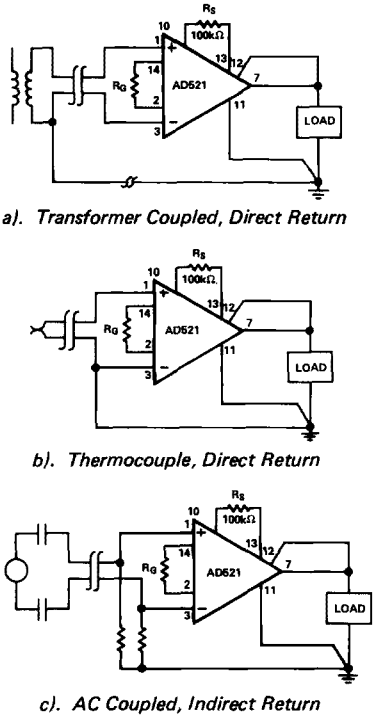 RS
10
100kΩ
1
+
13
12
14
RG
AD521
7
2
11
−
3
LOAD
a). Transformer Coupled, Direct Return
RS
10
100kΩ
1
+
13
12
14
RG
AD521
7
2
11
−
3
LOAD
b). Thermocouple, Direct Return
RS
10
100kΩ
1
+
13
12
14
RG
AD521
7
2
11
−
3
LOAD
c). AC Coupled, Indirect Return